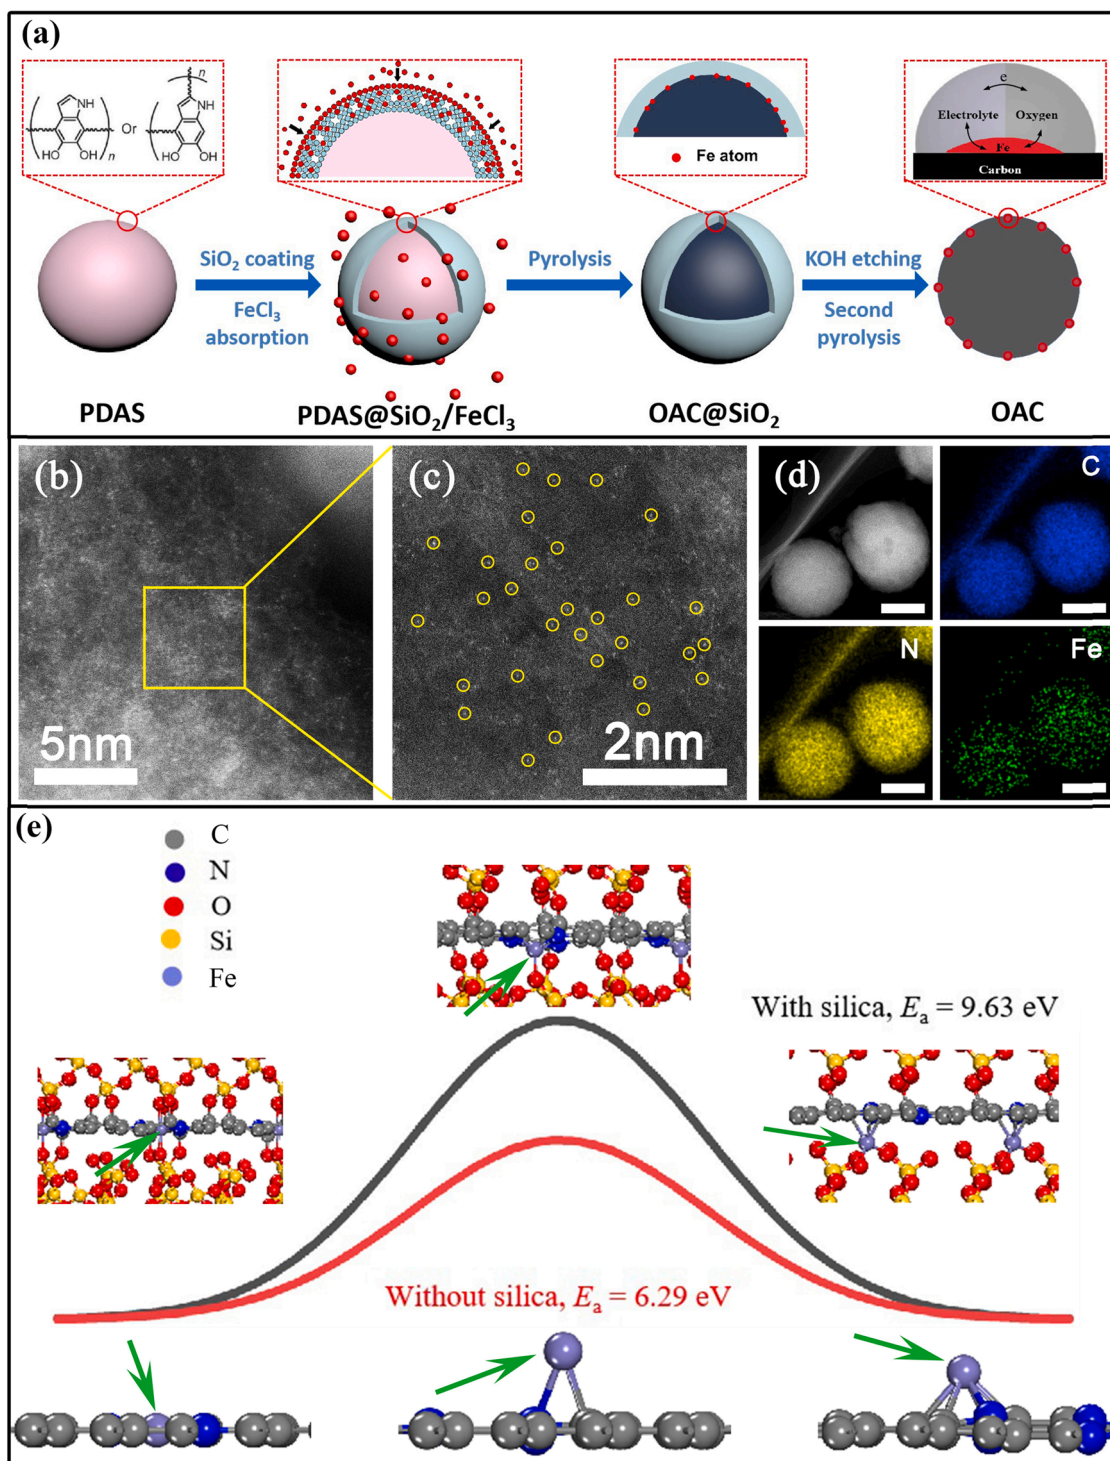 (a)
n
NH
NH
Or
HO
OH
n
HO
OH
Fe atom
e
Electrolyte
Oxygen
Fe
Carbon
SiO2 coating
FeCl3
absorption
Pyrolysis
KOH etching
Second
pyrolysis
PDAS
PDAS@SiO2/FeCl3
OAC@SiO2
OAC
(b)
5nm
(c)
2nm
(d)
C
N
Fe
(e)
C
N
O
Si
Fe
With silica, Ea = 9.63 eV
Without silica, Ea = 6.29 eV